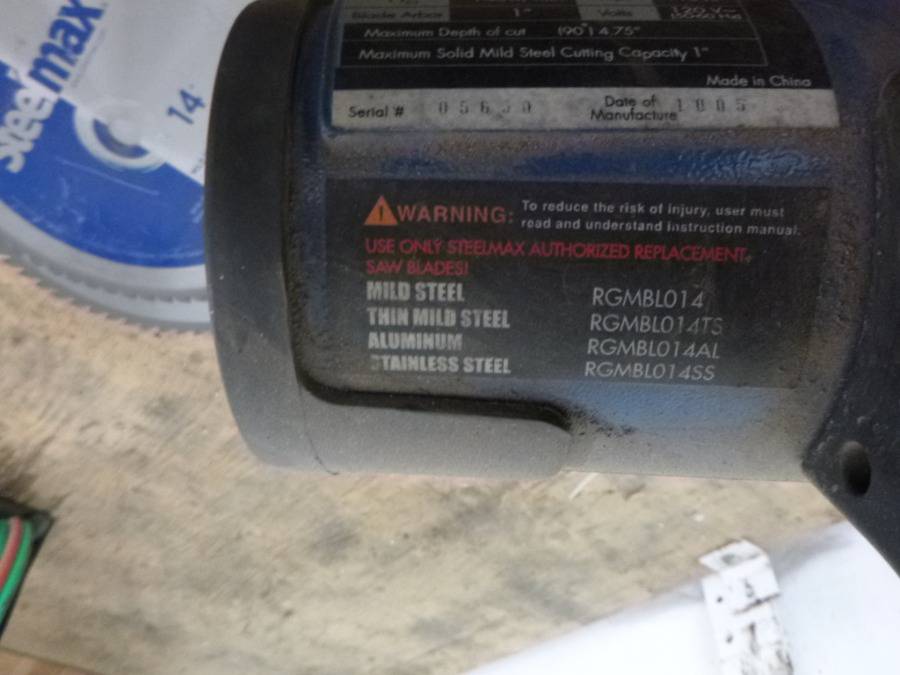 steelmax
14
Blade Arbor 1" Volts 120 V~
Maximum Depth of cut (90°) 4.75"
Maximum Solid Mild Steel Cutting Capacity 1"
Made in China
Serial # Date of
Manufacture 1005
WARNING: To reduce the risk of injury, user must
read and understand instruction manual.
USE ONLY STEELMAX AUTHORIZED REPLACEMENT
SAW BLADES!
MILD STEEL RGMBL014
THIN MILD STEEL RGMBL014TS
ALUMINUM RGMBL014AL
STAINLESS STEEL RGMBL014SS